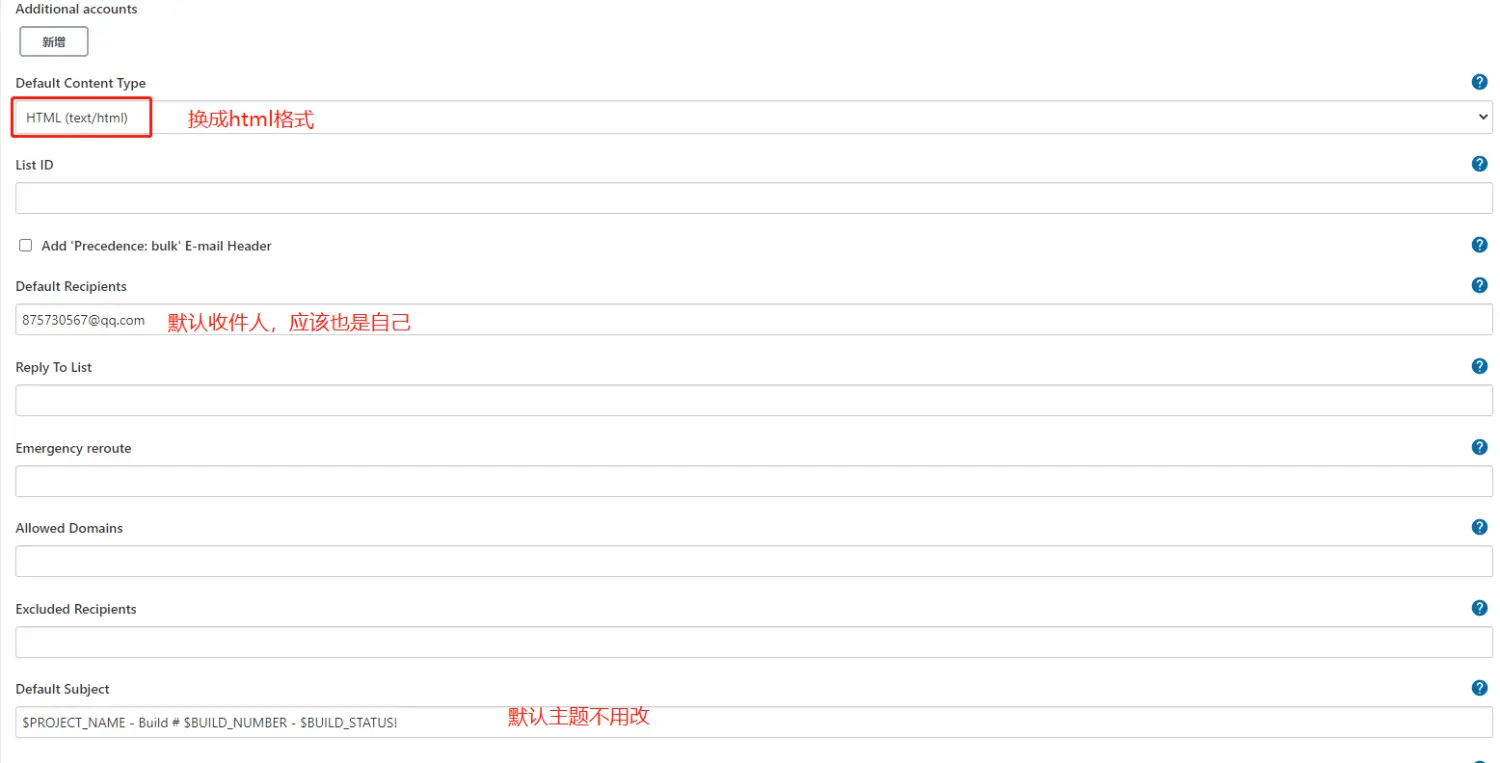 Additional accounts
新增
Default Content Type
HTML (text/html)
换成html格式
List ID
Add 'Precedence: bulk' E-mail Header
Default Recipients
875730567@qq.com
默认收件人，应该也是自己
Reply To List
Emergency reroute
Allowed Domains
Excluded Recipients
Default Subject
$PROJECT_NAME - Build # $BUILD_NUMBER - $BUILD_STATUS!
默认主题不用改